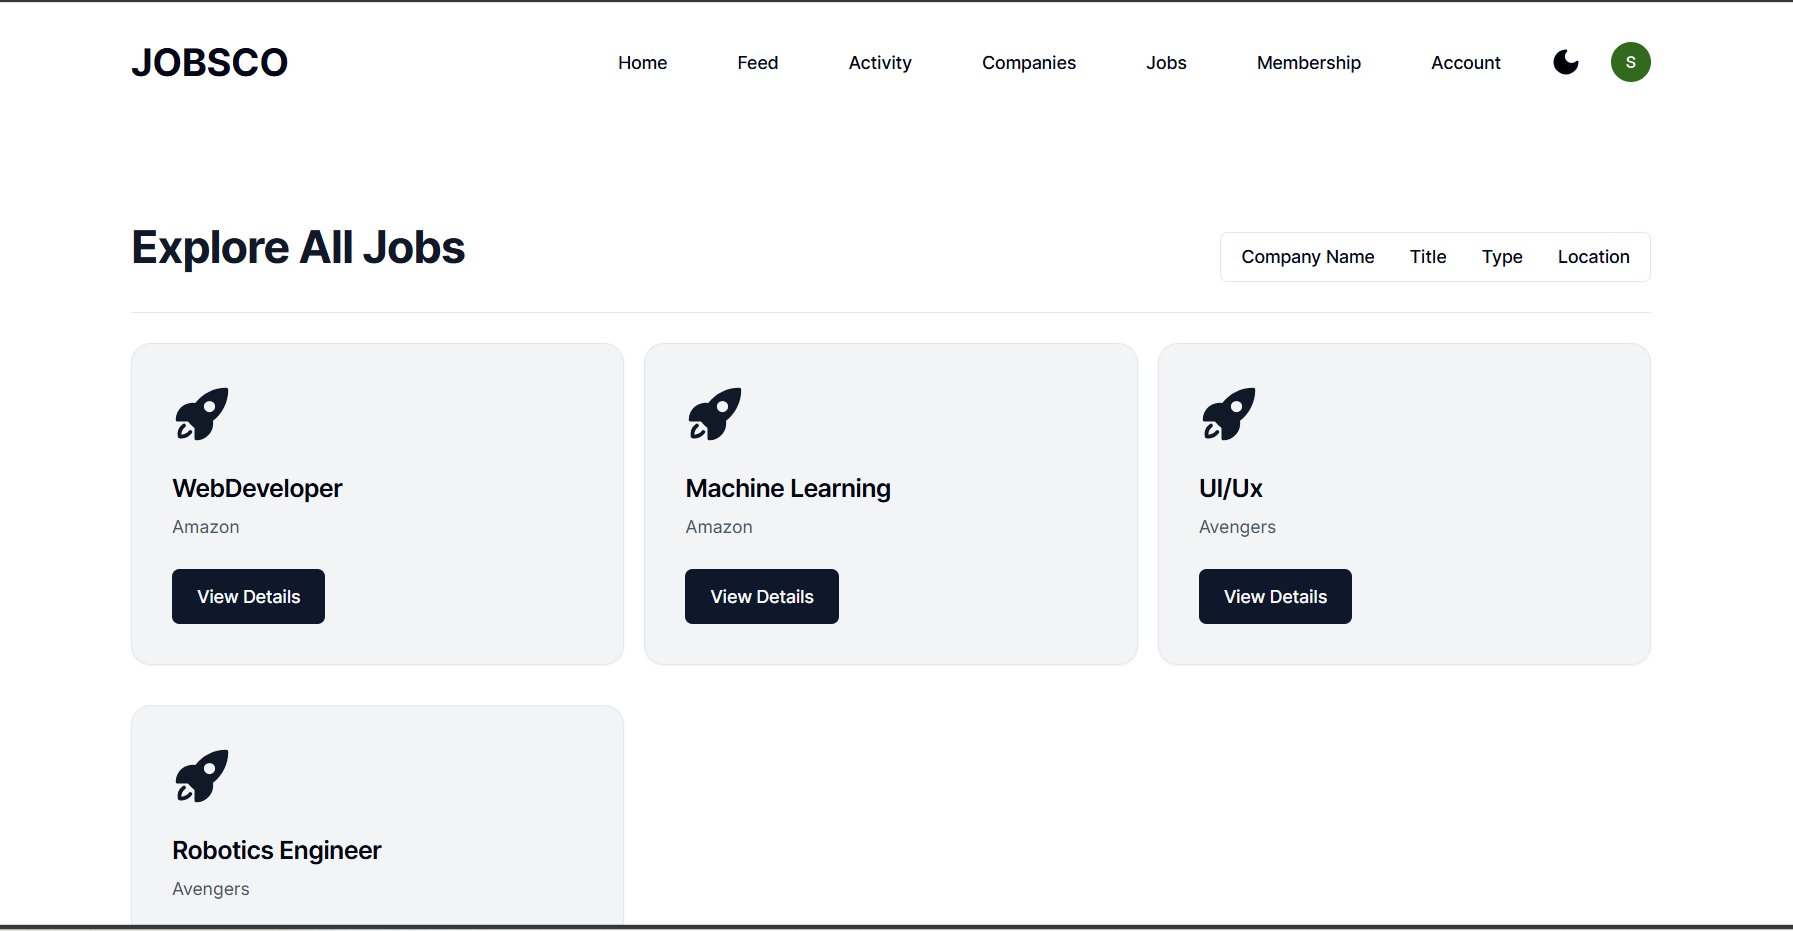 JOBSCO
Home Feed Activity Companies Jobs Membership Account S
Explore All Jobs
Company Name Title Type Location
WebDeveloper
Amazon
View Details
Machine Learning
Amazon
View Details
UI/Ux
Avengers
View Details
Robotics Engineer
Avengers